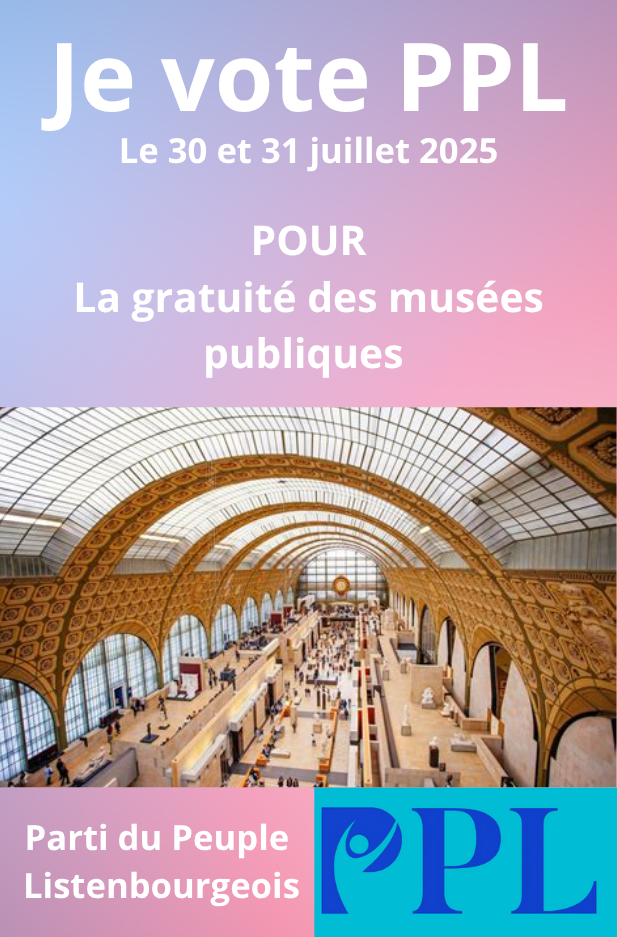 Je vote PPL
Le 30 et 31 juillet 2025
POUR
La gratuité des musées
publiques
Parti du Peuple
Listenbourgeois
PPL